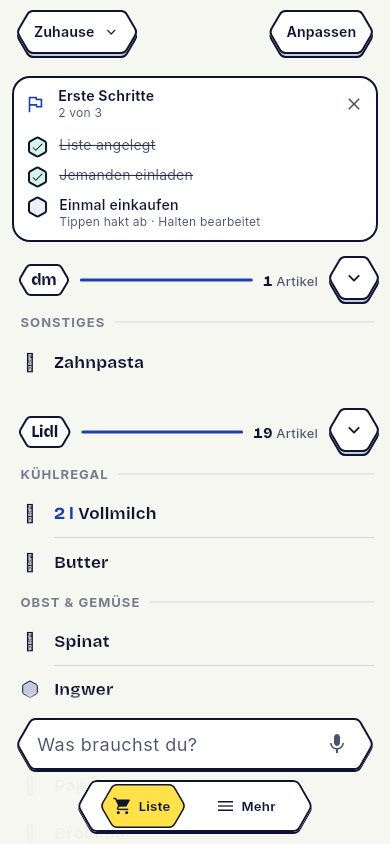 Zuhause
Anpassen
Erste Schritte
2 von 3
Liste angelegt
Jemanden einladen
Einmal einkaufen
Tippen hakt ab · Halten bearbeitet
dm
1 Artikel
SONSTIGES
Zahnpasta
Lidl
19 Artikel
KÜHLREGAL
2 l Vollmilch
Butter
OBST & GEMÜSE
Spinat
Ingwer
Was brauchst du?
Liste
Mehr